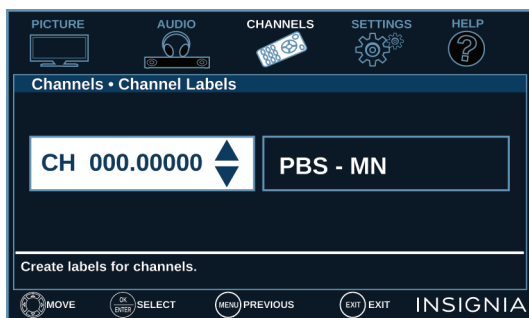 PICTURE AUDIO CHANNELS SETTINGS HELP
Channels • Channel Labels
CH 000.00000 PBS - MN
Create labels for channels.
MOVE OK ENTER SELECT MENU PREVIOUS EXIT EXIT INSIGNIA